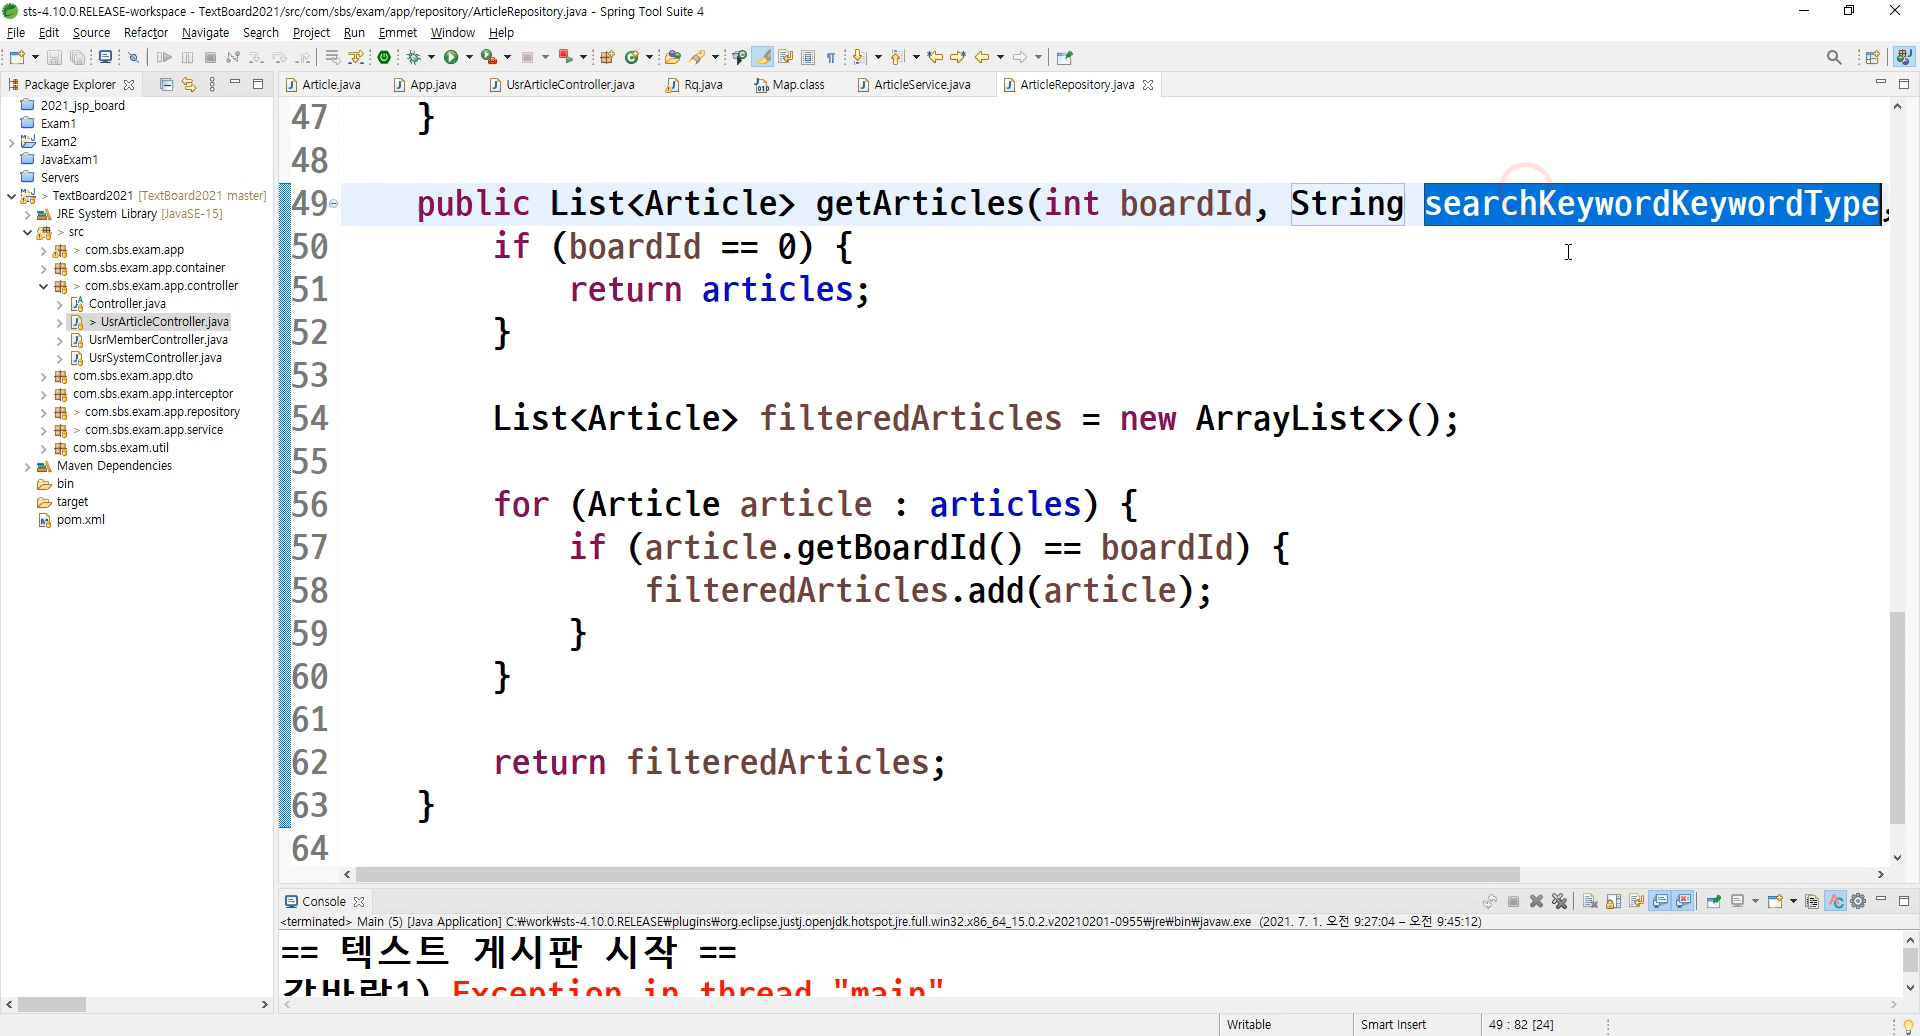 sts-4.10.0.RELEASE-workspace - TextBoard2021/src/com/sbs/exam/app/repository/ArticleRepository.java - Spring Tool Suite 4
File Edit Source Refactor Navigate Search Project Run Emmet Window Help
Package Explorer
Article.java App.java UsrArticleController.java Rq.java Map.class ArticleService.java ArticleRepository.java
2021_jsp_board
Exam1
Exam2
JavaExam1
Servers
> TextBoard2021 [TextBoard2021 master]
JRE System Library [JavaSE-15]
> src
> com.sbs.exam.app
com.sbs.exam.app.container
> com.sbs.exam.app.controller
Controller.java
> UsrArticleController.java
UsrMemberController.java
UsrSystemController.java
com.sbs.exam.app.dto
com.sbs.exam.app.interceptor
> com.sbs.exam.app.repository
> com.sbs.exam.app.service
com.sbs.exam.util
Maven Dependencies
bin
target
pom.xml
47 }
48
49 public List<Article> getArticles(int boardId, String searchKeywordKeywordType,
50 if (boardId == 0) {
51 return articles;
52 }
53
54 List<Article> filteredArticles = new ArrayList<>();
55
56 for (Article article : articles) {
57 if (article.getBoardId() == boardId) {
58 filteredArticles.add(article);
59 }
60 }
61
62 return filteredArticles;
63 }
64
Console
<terminated> Main (5) [Java Application] C:₩work₩sts-4.10.0.RELEASE₩plugins₩org.eclipse.justj.openjdk.hotspot.jre.full.win32.x86_64_15.0.2.v20210201-0955₩jre₩bin₩javaw.exe (2021. 7. 1. 오전 9:27:04 – 오전 9:45:12)
== 텍스트 게시판 시작 ==
Exception in thread "main"
Writable Smart Insert 49 : 82 [24]